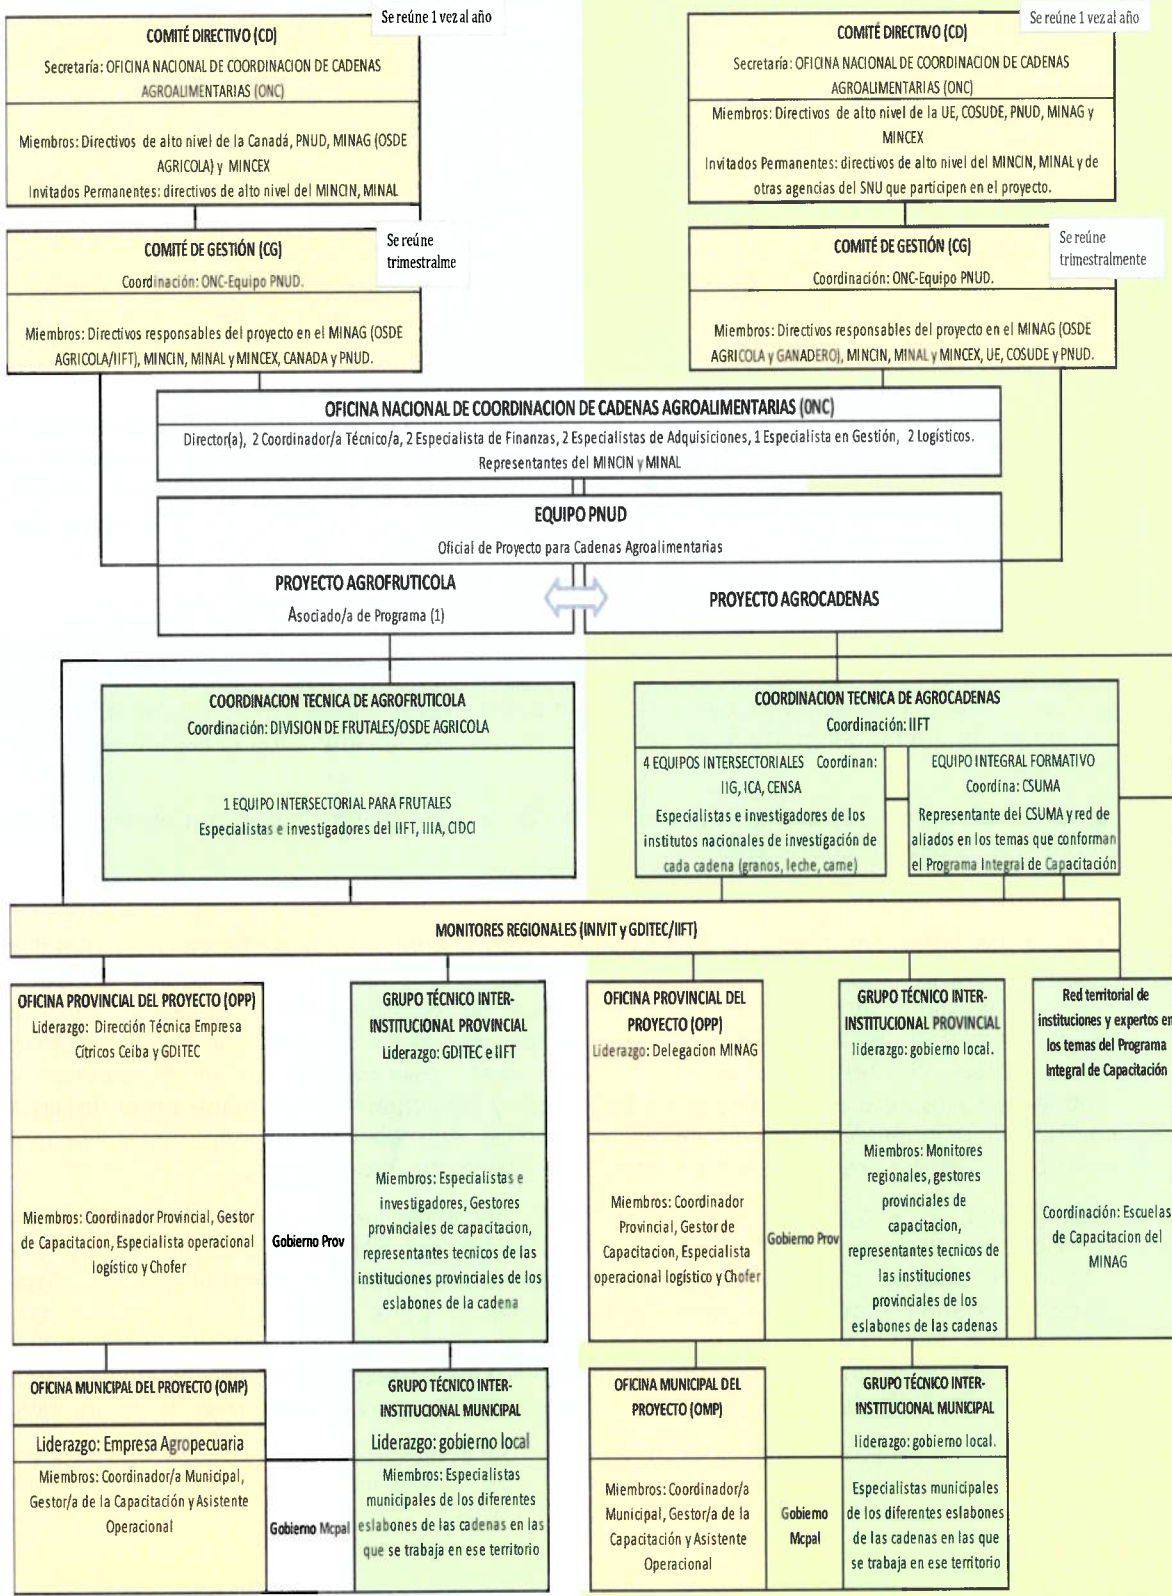 Se reúne 1 vez al año
COMITÉ DIRECTIVO (CD)
Secretaría: OFICINA NACIONAL DE COORDINACION DE CADENAS
AGROALIMENTARIAS (ONC)
Miembros: Directivos de alto nivel de la Canadá, PNUD, MINAG (OSDE
AGRICOLA) y MINCEX
Invitados Permanentes: directivos de alto nivel del MINCIN, MINAL
Se reúne 1 vez al año
COMITÉ DIRECTIVO (CD)
Secretaría: OFICINA NACIONAL DE COORDINACION DE CADENAS
AGROALIMENTARIAS (ONC)
Miembros: Directivos de alto nivel de la UE, COSUDE, PNUD, MINAG y
MINCEX
Invitados Permanentes: directivos de alto nivel del MINCIN, MINAL y de
otras agencias del SNU que participen en el proyecto.
Se reúne
trimestralme
COMITÉ DE GESTIÓN (CG)
Coordinación: ONC-Equipo PNUD.
Miembros: Directivos responsables del proyecto en el MINAG (OSDE
AGRICOLA/IIFT), MINCIN, MINAL y MINCEX, CANADA y PNUD.
Se reúne
trimestralmente
COMITÉ DE GESTIÓN (CG)
Coordinación: ONC-Equipo PNUD.
Miembros: Directivos responsables del proyecto en el MINAG (OSDE
AGRICOLA y GANADERO), MINCIN, MINAL y MINCEX, UE, COSUDE y PNUD.
OFICINA NACIONAL DE COORDINACION DE CADENAS AGROALIMENTARIAS (ONC)
Director(a), 2 Coordinador/a Técnico/a, 2 Especialista de Finanzas, 2 Especialistas de Adquisiciones, 1 Especialista en Gestión, 2 Logísticos.
Representantes del MINCIN y MINAL
EQUIPO PNUD
Oficial de Proyecto para Cadenas Agroalimentarias
PROYECTO AGROFRUTICOLA
Asociado/a de Programa (1)
PROYECTO AGROCADENAS
COORDINACION TECNICA DE AGROFRUTICOLA
Coordinación: DIVISION DE FRUTALES/OSDE AGRICOLA
1 EQUIPO INTERSECTORIAL PARA FRUTALES
Especialistas e investigadores del IIFT, IIIA, CIDCI
COORDINACION TECNICA DE AGROCADENAS
Coordinación: IIFT
4 EQUIPOS INTERSECTORIALES Coordinan:
IIG, ICA, CENSA
Especialistas e investigadores de los
institutos nacionales de investigación de
cada cadena (granos, leche, carne)
EQUIPO INTEGRAL FORMATIVO
Coordina: CSUMA
Representante del CSUMA y red de
aliados en los temas que conforman
el Programa Integral de Capacitación
MONITORES REGIONALES (INIVIT y GDITEC/IIFT)
OFICINA PROVINCIAL DEL PROYECTO (OPP)
Liderazgo: Dirección Técnica Empresa
Cítricos Ceiba y GDITEC
Miembros: Coordinador Provincial, Gestor
de Capacitacion, Especialista operacional
logístico y Chofer
Gobierno Prov
GRUPO TÉCNICO INTER-
INSTITUCIONAL PROVINCIAL
Liderazgo: GDITEC e IIFT
Miembros: Especialistas e
investigadores, Gestores
provinciales de capacitacion,
representantes tecnicos de las
instituciones provinciales de los
eslabones de la cadena
OFICINA PROVINCIAL DEL
PROYECTO (OPP)
Liderazgo: Delegacion MINAG
Miembros: Coordinador
Provincial, Gestor de
Capacitacion, Especialista
operacional logístico y Chofer
Gobierno Prov
GRUPO TÉCNICO INTER-
INSTITUCIONAL PROVINCIAL
liderazgo: gobierno local.
Miembros: Monitores
regionales, gestores
provinciales de
capacitacion,
representantes tecnicos de
las instituciones
provinciales de los
eslabones de las cadenas
Red territorial de
instituciones y expertos en
los temas del Programa
Integral de Capacitación
Coordinación: Escuelas
de Capacitacion del
MINAG
OFICINA MUNICIPAL DEL PROYECTO (OMP)
Liderazgo: Empresa Agropecuaria
Miembros: Coordinador/a Municipal,
Gestor/a de la Capacitación y Asistente
Operacional
Gobierno Mcpal
GRUPO TÉCNICO INTER-
INSTITUCIONAL MUNICIPAL
Liderazgo: gobierno local
Miembros: Especialistas
municipales de los diferentes
eslabones de las cadenas en las
que se trabaja en ese territorio
OFICINA MUNICIPAL DEL
PROYECTO (OMP)
Miembros: Coordinador/a
Municipal, Gestor/a de la
Capacitación y Asistente
Operacional
Gobierno
Mcpal
GRUPO TÉCNICO INTER-
INSTITUCIONAL MUNICIPAL
liderazgo: gobierno local.
Especialistas municipales
de los diferentes eslabones
de las cadenas en las que
se trabaja en ese territorio